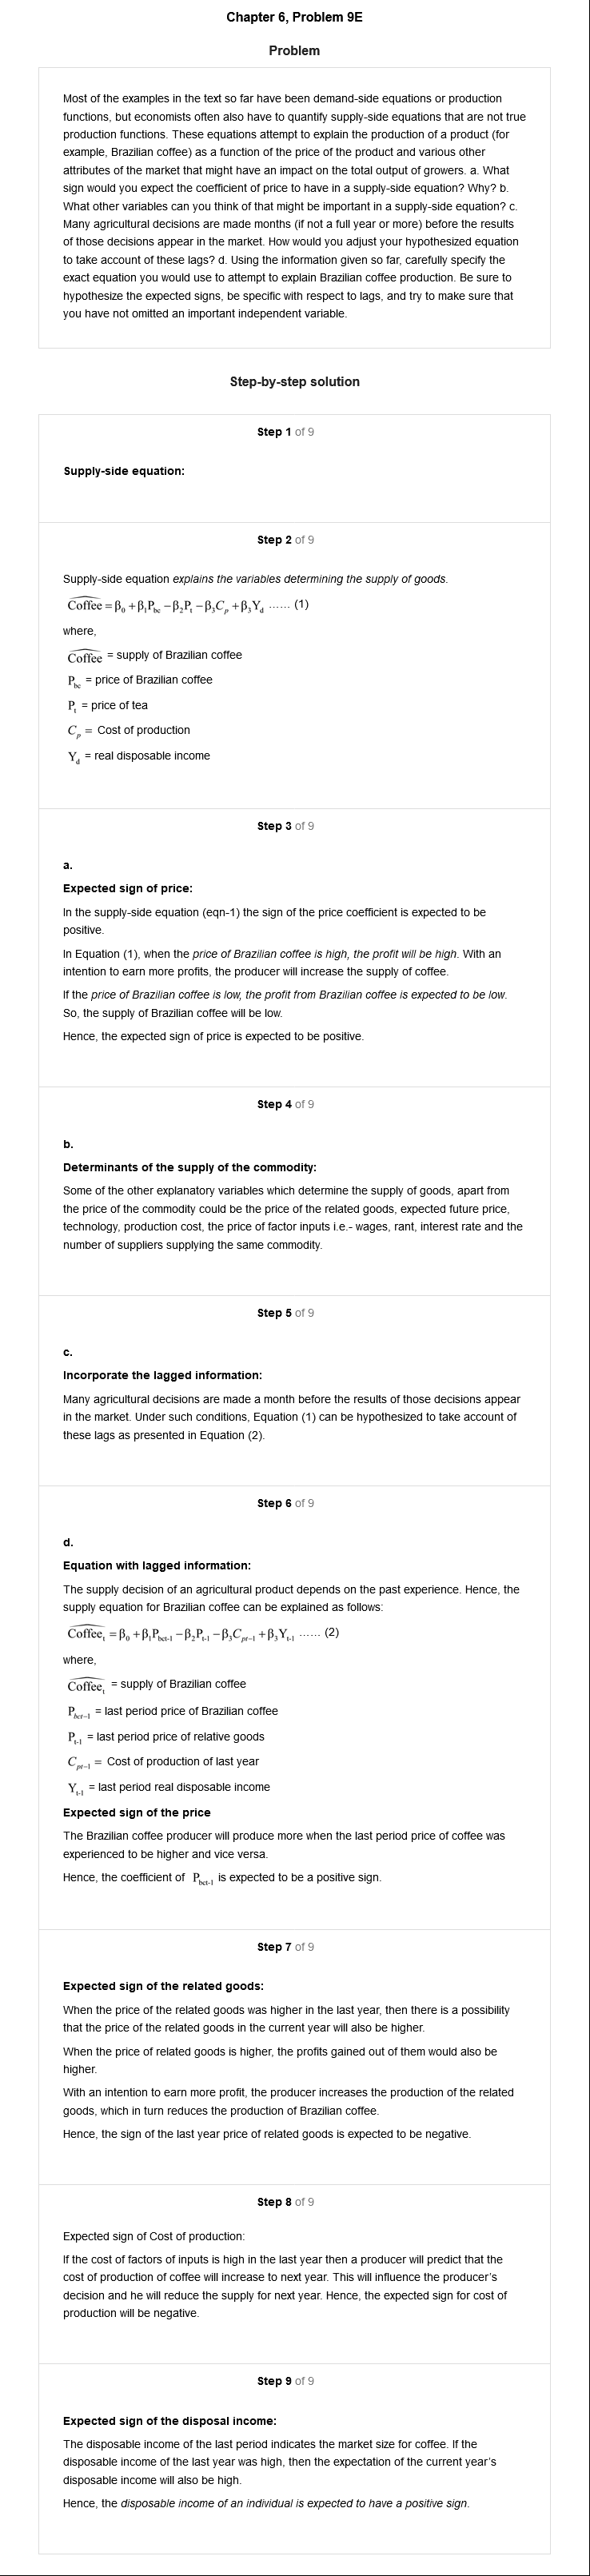 Chapter 6, Problem 9E
Problem
Most of the examples in the text so far have been demand-side equations or production
functions, but economists often also have to quantify supply-side equations that are not true
production functions. These equations attempt to explain the production of a product (for
example, Brazilian coffee) as a function of the price of the product and various other
attributes of the market that might have an impact on the total output of growers. a. What
sign would you expect the coefficient of price to have in a supply-side equation? Why? b.
What other variables can you think of that might be important in a supply-side equation? c.
Many agricultural decisions are made months (if not a full year or more) before the results
of those decisions appear in the market. How would you adjust your hypothesized equation
to take account of these lags? d. Using the information given so far, carefully specify the
exact equation you would use to attempt to explain Brazilian coffee production. Be sure to
hypothesize the expected signs, be specific with respect to lags, and try to make sure that
you have not omitted an important independent variable.
Step-by-step solution
Step 1 of 9
Supply-side equation:
Step 2 of 9
Supply-side equation explains the variables determining the supply of goods.
$\widehat{\text{Coffee}} = \beta_0 + \beta_1 P_{bc} - \beta_2 P_t - \beta_3 C_p + \beta_3 Y_d$ ...... (1)
where,
$\widehat{\text{Coffee}}$ = supply of Brazilian coffee
$P_{bc}$ = price of Brazilian coffee
$P_t$ = price of tea
$C_p$ = Cost of production
$Y_d$ = real disposable income
Step 3 of 9
a.
Expected sign of price:
In the supply-side equation (eqn-1) the sign of the price coefficient is expected to be
positive.
In Equation (1), when the price of Brazilian coffee is high, the profit will be high. With an
intention to earn more profits, the producer will increase the supply of coffee.
If the price of Brazilian coffee is low, the profit from Brazilian coffee is expected to be low.
So, the supply of Brazilian coffee will be low.
Hence, the expected sign of price is expected to be positive.
Step 4 of 9
b.
Determinants of the supply of the commodity:
Some of the other explanatory variables which determine the supply of goods, apart from
the price of the commodity could be the price of the related goods, expected future price,
technology, production cost, the price of factor inputs i.e.- wages, rant, interest rate and the
number of suppliers supplying the same commodity.
Step 5 of 9
c.
Incorporate the lagged information:
Many agricultural decisions are made a month before the results of those decisions appear
in the market. Under such conditions, Equation (1) can be hypothesized to take account of
these lags as presented in Equation (2).
Step 6 of 9
d.
Equation with lagged information:
The supply decision of an agricultural product depends on the past experience. Hence, the
supply equation for Brazilian coffee can be explained as follows:
$\widehat{\text{Coffee}_t} = \beta_0 + \beta_1 P_{bct-1} - \beta_2 P_{t-1} - \beta_3 C_{pt-1} + \beta_3 Y_{t-1}$ ...... (2)
where,
$\widehat{\text{Coffee}_t}$ = supply of Brazilian coffee
$P_{bct-1}$ = last period price of Brazilian coffee
$P_{t-1}$ = last period price of relative goods
$C_{pt-1}$ = Cost of production of last year
$Y_{t-1}$ = last period real disposable income
Expected sign of the price
The Brazilian coffee producer will produce more when the last period price of coffee was
experienced to be higher and vice versa.
Hence, the coefficient of $P_{bct-1}$ is expected to be a positive sign.
Step 7 of 9
Expected sign of the related goods:
When the price of the related goods was higher in the last year, then there is a possibility
that the price of the related goods in the current year will also be higher.
When the price of related goods is higher, the profits gained out of them would also be
higher.
With an intention to earn more profit, the producer increases the production of the related
goods, which in turn reduces the production of Brazilian coffee.
Hence, the sign of the last year price of related goods is expected to be negative.
Step 8 of 9
Expected sign of Cost of production:
If the cost of factors of inputs is high in the last year then a producer will predict that the
cost of production of coffee will increase to next year. This will influence the producer's
decision and he will reduce the supply for next year. Hence, the expected sign for cost of
production will be negative.
Step 9 of 9
Expected sign of the disposal income:
The disposable income of the last period indicates the market size for coffee. If the
disposable income of the last year was high, then the expectation of the current year's
disposable income will also be high.
Hence, the disposable income of an individual is expected to have a positive sign.